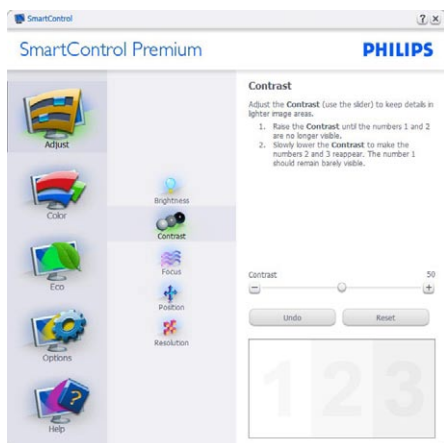 SmartControl
? ×
SmartControl Premium
PHILIPS
Adjust
Color
Eco
Options
Help
Brightness
Contrast
Focus
Position
Resolution
Contrast
Adjust the Contrast (use the slider) to keep details in
lighter image areas.
1. Raise the Contrast until the numbers 1 and 2
are no longer visible.
2. Slowly lower the Contrast to make the
numbers 2 and 3 reappear. The number 1
should remain barely visible.
Contrast 50
Undo Reset
1 2 3
?